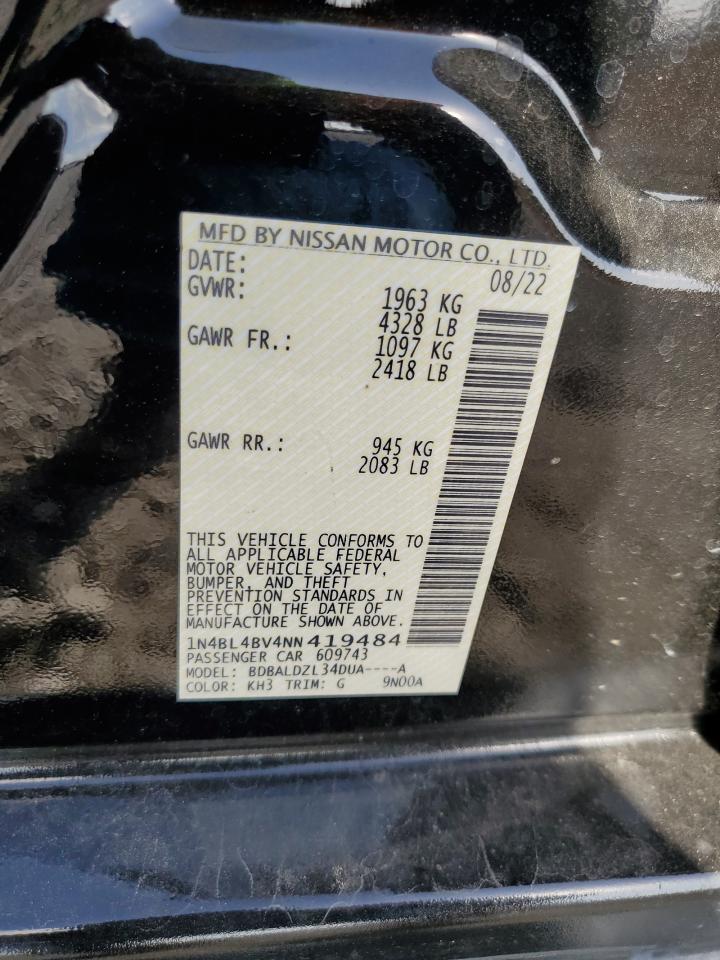 MFD BY NISSAN MOTOR CO., LTD.
DATE: 08/22
GVWR: 1963 KG
4328 LB
GAWR FR.: 1097 KG
2418 LB
GAWR RR.: 945 KG
2083 LB
THIS VEHICLE CONFORMS TO
ALL APPLICABLE FEDERAL
MOTOR VEHICLE SAFETY,
BUMPER, AND THEFT
PREVENTION STANDARDS IN
EFFECT ON THE DATE OF
MANUFACTURE SHOWN ABOVE.
1N4BL4BV4NN419484
PASSENGER CAR 609743
MODEL: BDBALDZL34DUA----A
COLOR: KH3 TRIM: G 9N00A